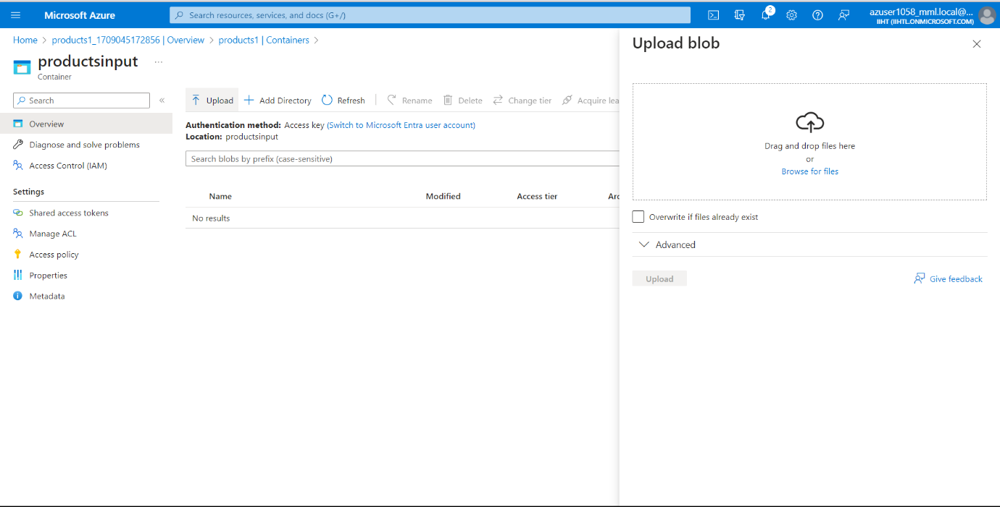 Microsoft Azure
Search resources, services, and docs (G+/)
2
azuser1058_mml.local@...
IIHT (IIHTL.ONMICROSOFT.COM)
Home > products1_1709045172856 | Overview > products1 | Containers >
productsinput ...
Container
Search «
Overview
Diagnose and solve problems
Access Control (IAM)
Settings
Shared access tokens
Manage ACL
Access policy
Properties
Metadata
Upload Add Directory Refresh Rename Delete Change tier Acquire lea
Authentication method: Access key (Switch to Microsoft Entra user account)
Location: productsinput
Search blobs by prefix (case-sensitive)
Name Modified Access tier Arc
No results
Upload blob
Drag and drop files here
or
Browse for files
Overwrite if files already exist
Advanced
Upload
Give feedback